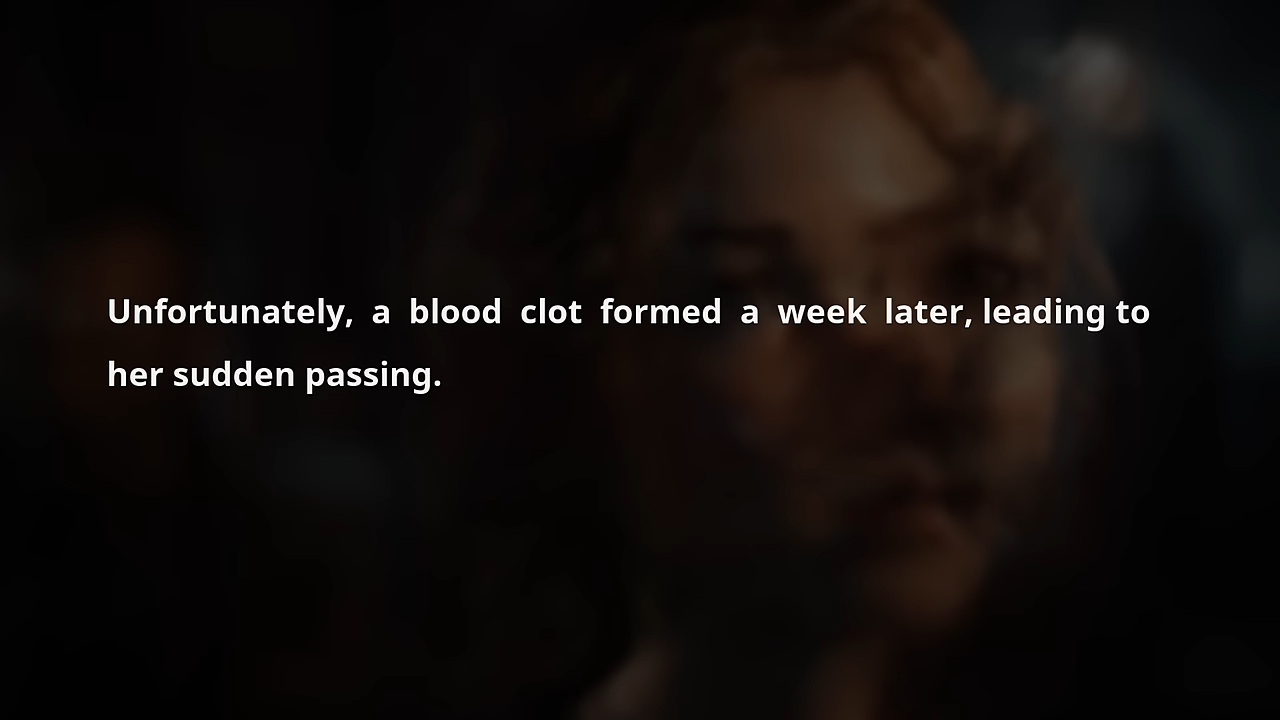 Unfortunately, a blood clot formed a week later, leading to
her sudden passing.